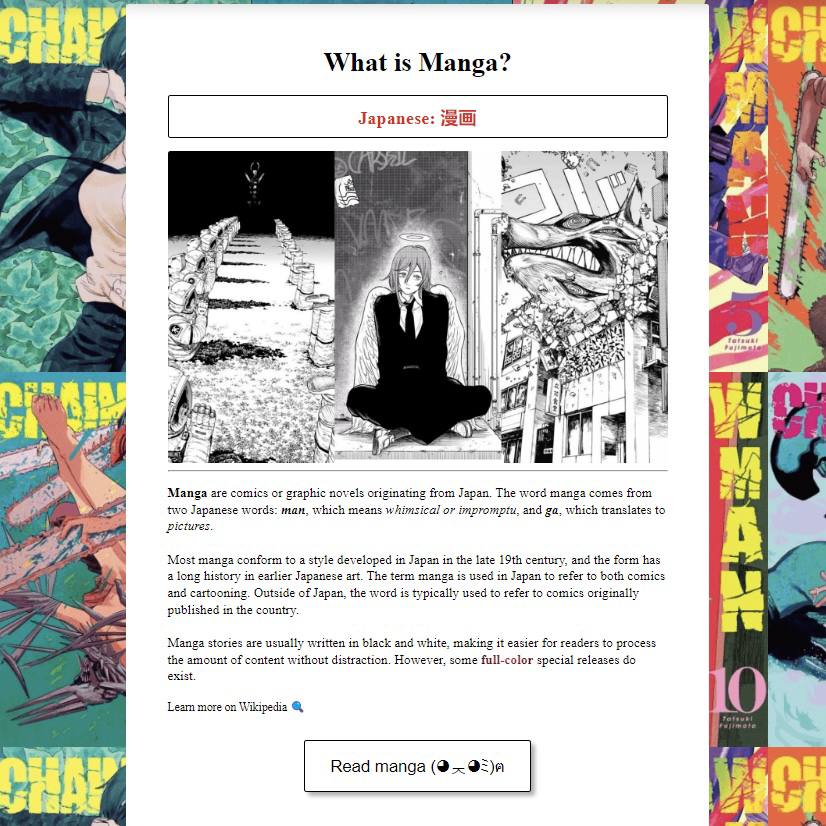 CHAIN
What is Manga?
Japanese: 漫画
コブ
Manga are comics or graphic novels originating from Japan. The word manga comes from
two Japanese words: man, which means whimsical or impromptu, and ga, which translates to
pictures.
Most manga conform to a style developed in Japan in the late 19th century, and the form has
a long history in earlier Japanese art. The term manga is used in Japan to refer to both comics
and cartooning. Outside of Japan, the word is typically used to refer to comics originally
published in the country.
Manga stories are usually written in black and white, making it easier for readers to process
the amount of content without distraction. However, some full-color special releases do
exist.
Learn more on Wikipedia 🔍
Read manga (◕ㅈ◕ミ)ฅ
MAN
5
Tatsuki
Fujimoto
CH
CHAIN
WMAN
10
Tatsuki
Fujimoto
CH
CHAIN
CH